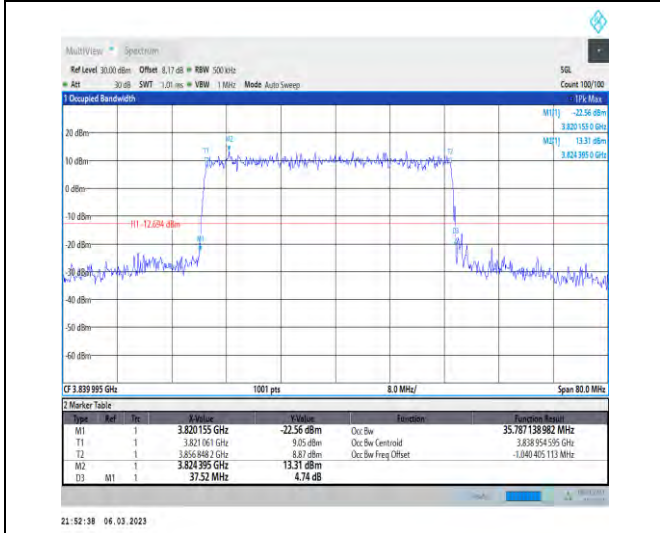 MultiView Spectrum
Ref Level 30.00 dBm Offset 8.17 dB RBW 500 kHz SGL
Att 30 dB SWT 1.01 ms VBW 1 MHz Mode Auto Sweep Count 100/100
1 Occupied Bandwidth 1Pk Max
M1[1] -22.56 dBm
3.820 155 0 GHz
M2[1] 13.31 dBm
3.824 395 0 GHz
20 dBm
M2
T1 T2
10 dBm
0 dBm
-10 dBm
H1 -12.694 dBm
D3
M1
-20 dBm
-30 dBm
-40 dBm
-50 dBm
-60 dBm
CF 3.839 995 GHz 1001 pts 8.0 MHz/ Span 80.0 MHz
2 Marker Table
Type Ref Trc X-Value Y-Value Function Function Result
M1 1 3.820155 GHz -22.56 dBm Occ Bw 35.787 138 982 MHz
T1 1 3.821 061 GHz 9.05 dBm Occ Bw Centroid 3.838 954 595 GHz
T2 1 3.856 848 2 GHz 8.87 dBm Occ Bw Freq Offset -1.040 405 113 MHz
M2 1 3.824 395 GHz 13.31 dBm
D3 M1 1 37.52 MHz 4.74 dB
21:52:38 06.03.2023